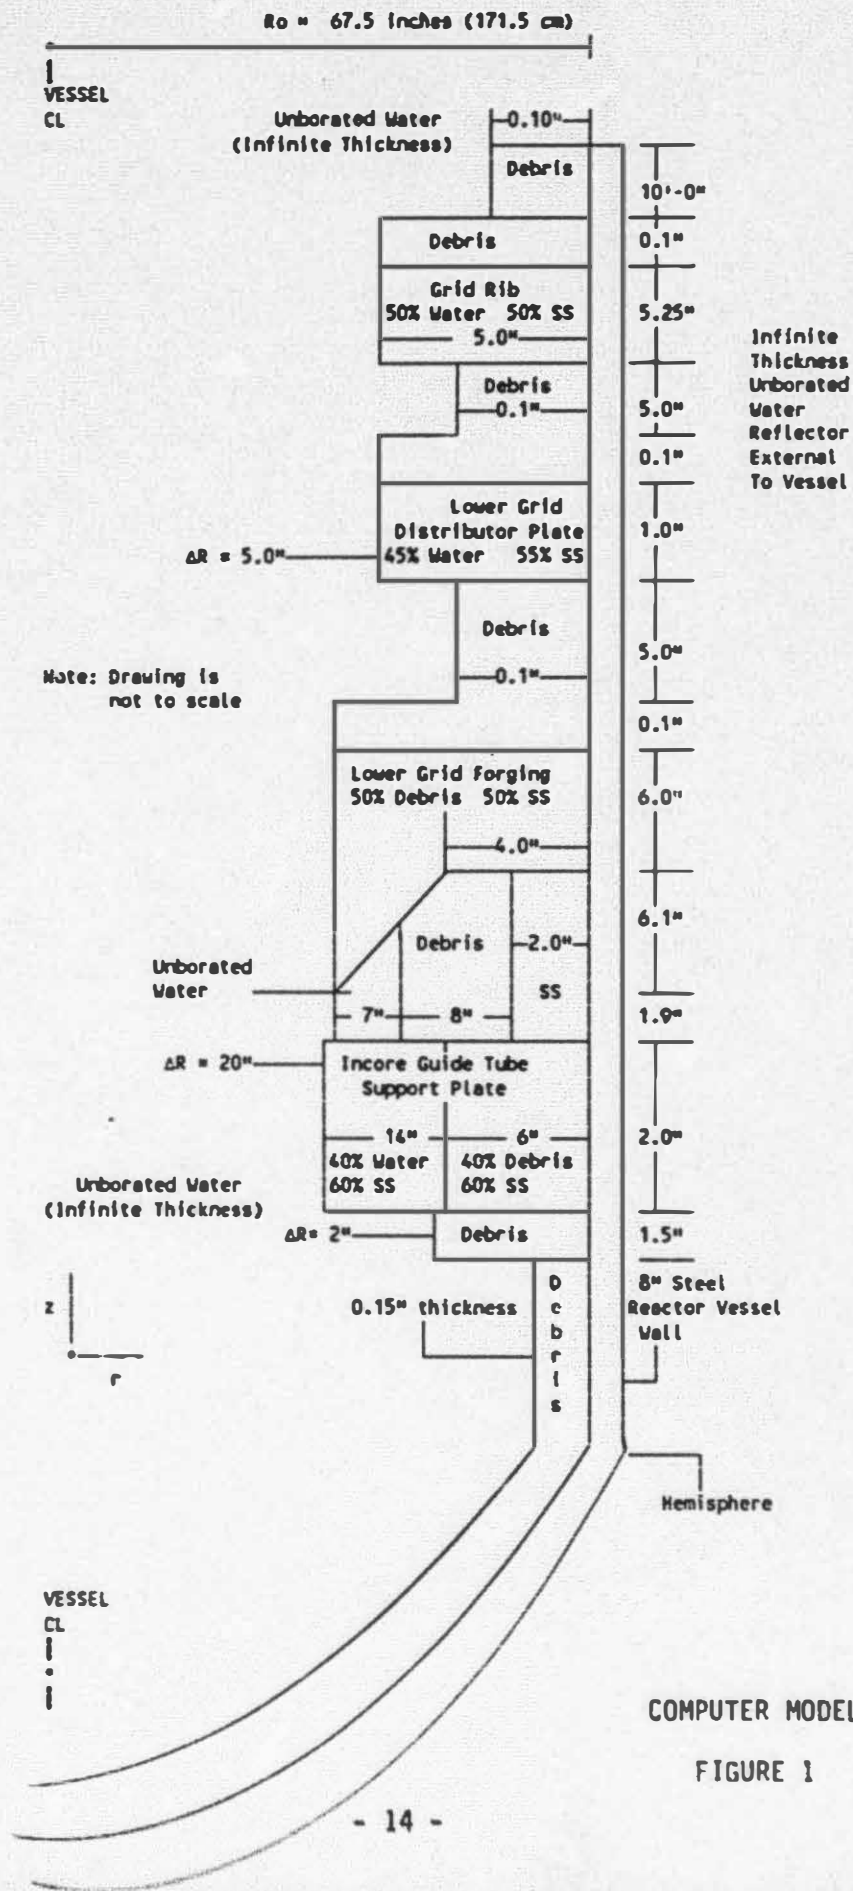 Ro = 67.5 inches (171.5 cm)
VESSEL
CL
Unborated Water
(Infinite Thickness)
0.10"
Debris
10'-0"
Debris
0.1"
Grid Rib
50% Water 50% SS
5.0"
5.25"
Infinite
Thickness
Unborated
Water
Reflector
External
To Vessel
Debris
0.1"
5.0"
0.1"
Lower Grid
Distributor Plate
45% Water 55% SS
ΔR = 5.0"
1.0"
Debris
0.1"
5.0"
Note: Drawing is
not to scale
0.1"
Lower Grid Forging
50% Debris 50% SS
6.0"
4.0"
6.1"
Debris
2.0"
SS
Unborated
Water
7"
8"
1.9"
ΔR = 20"
Incore Guide Tube
Support Plate
14"
6"
2.0"
40% Water
60% SS
40% Debris
60% SS
Unborated Water
(Infinite Thickness)
ΔR= 2"
Debris
1.5"
z
r
0.15" thickness
Debris
8" Steel
Reactor Vessel
Wall
Hemisphere
VESSEL
CL
COMPUTER MODEL
FIGURE 1
- 14 -